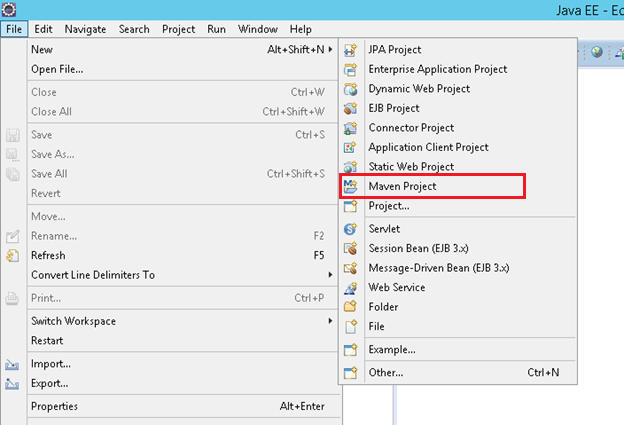 Java EE - Ec
File Edit Navigate Search Project Run Window Help
New Alt+Shift+N
Open File...
Close Ctrl+W
Close All Ctrl+Shift+W
Save Ctrl+S
Save As...
Save All Ctrl+Shift+S
Revert
Move...
Rename... F2
Refresh F5
Convert Line Delimiters To
Print... Ctrl+P
Switch Workspace
Restart
Import...
Export...
Properties Alt+Enter
JPA Project
Enterprise Application Project
Dynamic Web Project
EJB Project
Connector Project
Application Client Project
Static Web Project
Maven Project
Project...
Servlet
Session Bean (EJB 3.x)
Message-Driven Bean (EJB 3.x)
Web Service
Folder
File
Example...
Other... Ctrl+N